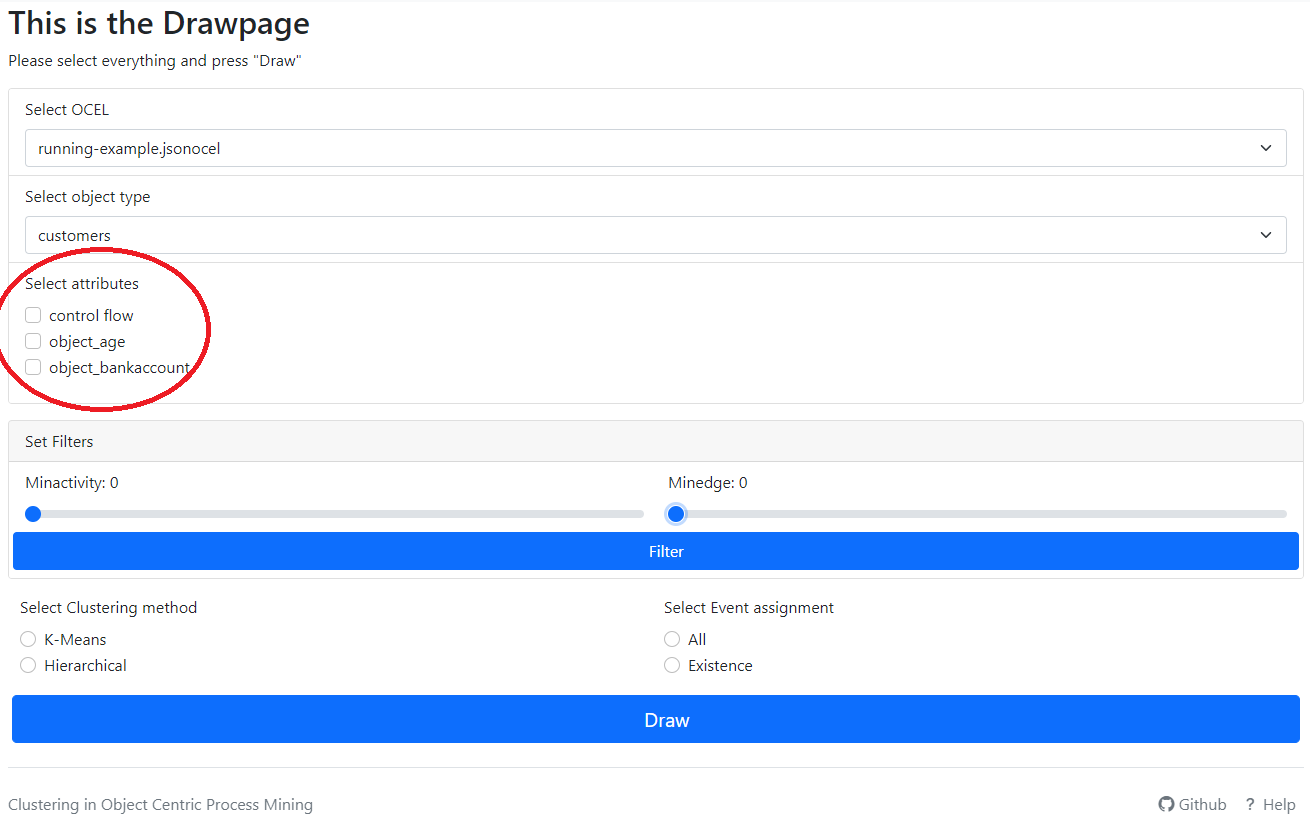 This is the Drawpage
Please select everything and press "Draw"
Select OCEL
running-example.jsonocel
Select object type
customers
Select attributes
control flow
object_age
object_bankaccount
Set Filters
Minactivity: 0
Minedge: 0
Filter
Select Clustering method
K-Means
Hierarchical
Select Event assignment
All
Existence
Draw
Clustering in Object Centric Process Mining
Github ? Help